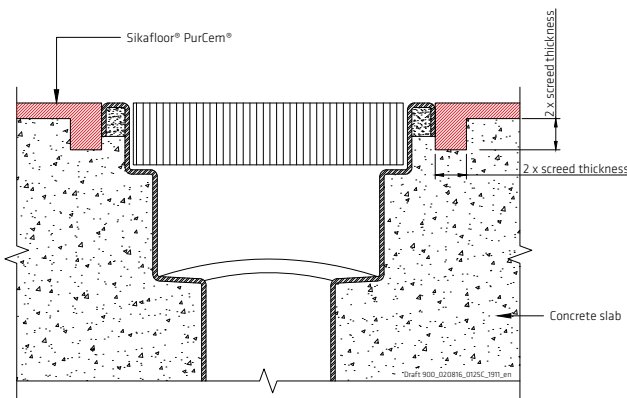 Sikafloor® PurCem®
2 x screed thickness
2 x screed thickness
Concrete slab
Draft 900_020816_0125C_1911_en